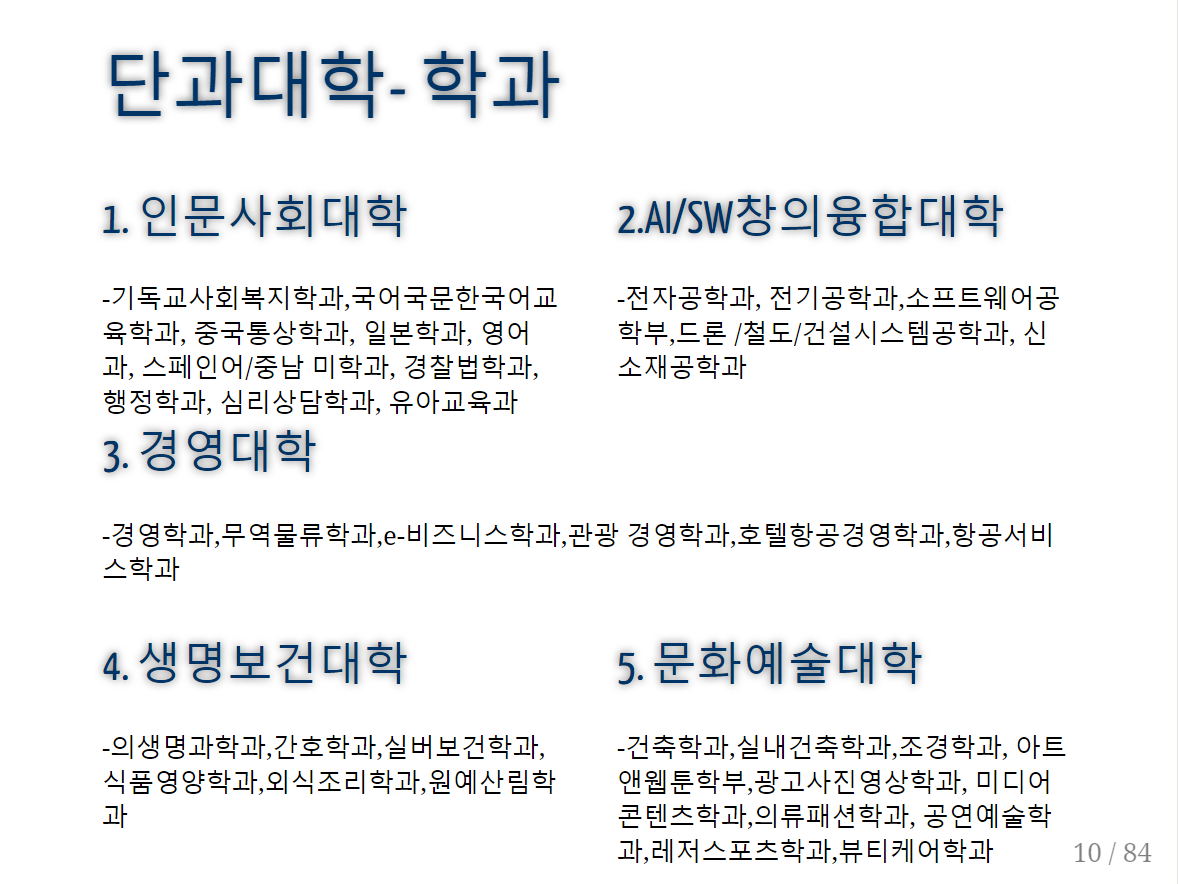 단과대학- 학과
1. 인문사회대학
-기독교사회복지학과,국어국문한국어교
육학과, 중국통상학과, 일본학과, 영어
과, 스페인어/중남 미학과, 경찰법학과,
행정학과, 심리상담학과, 유아교육과
2.AI/SW창의융합대학
-전자공학과, 전기공학과,소프트웨어공
학부,드론 /철도/건설시스템공학과, 신
소재공학과
3. 경영대학
-경영학과,무역물류학과,e-비즈니스학과,관광 경영학과,호텔항공경영학과,항공서비
스학과
4. 생명보건대학
-의생명과학과,간호학과,실버보건학과,
식품영양학과,외식조리학과,원예산림학
과
5. 문화예술대학
-건축학과,실내건축학과,조경학과, 아트
앤웹툰학부,광고사진영상학과, 미디어
콘텐츠학과,의류패션학과, 공연예술학
과,레저스포츠학과,뷰티케어학과
10 / 84